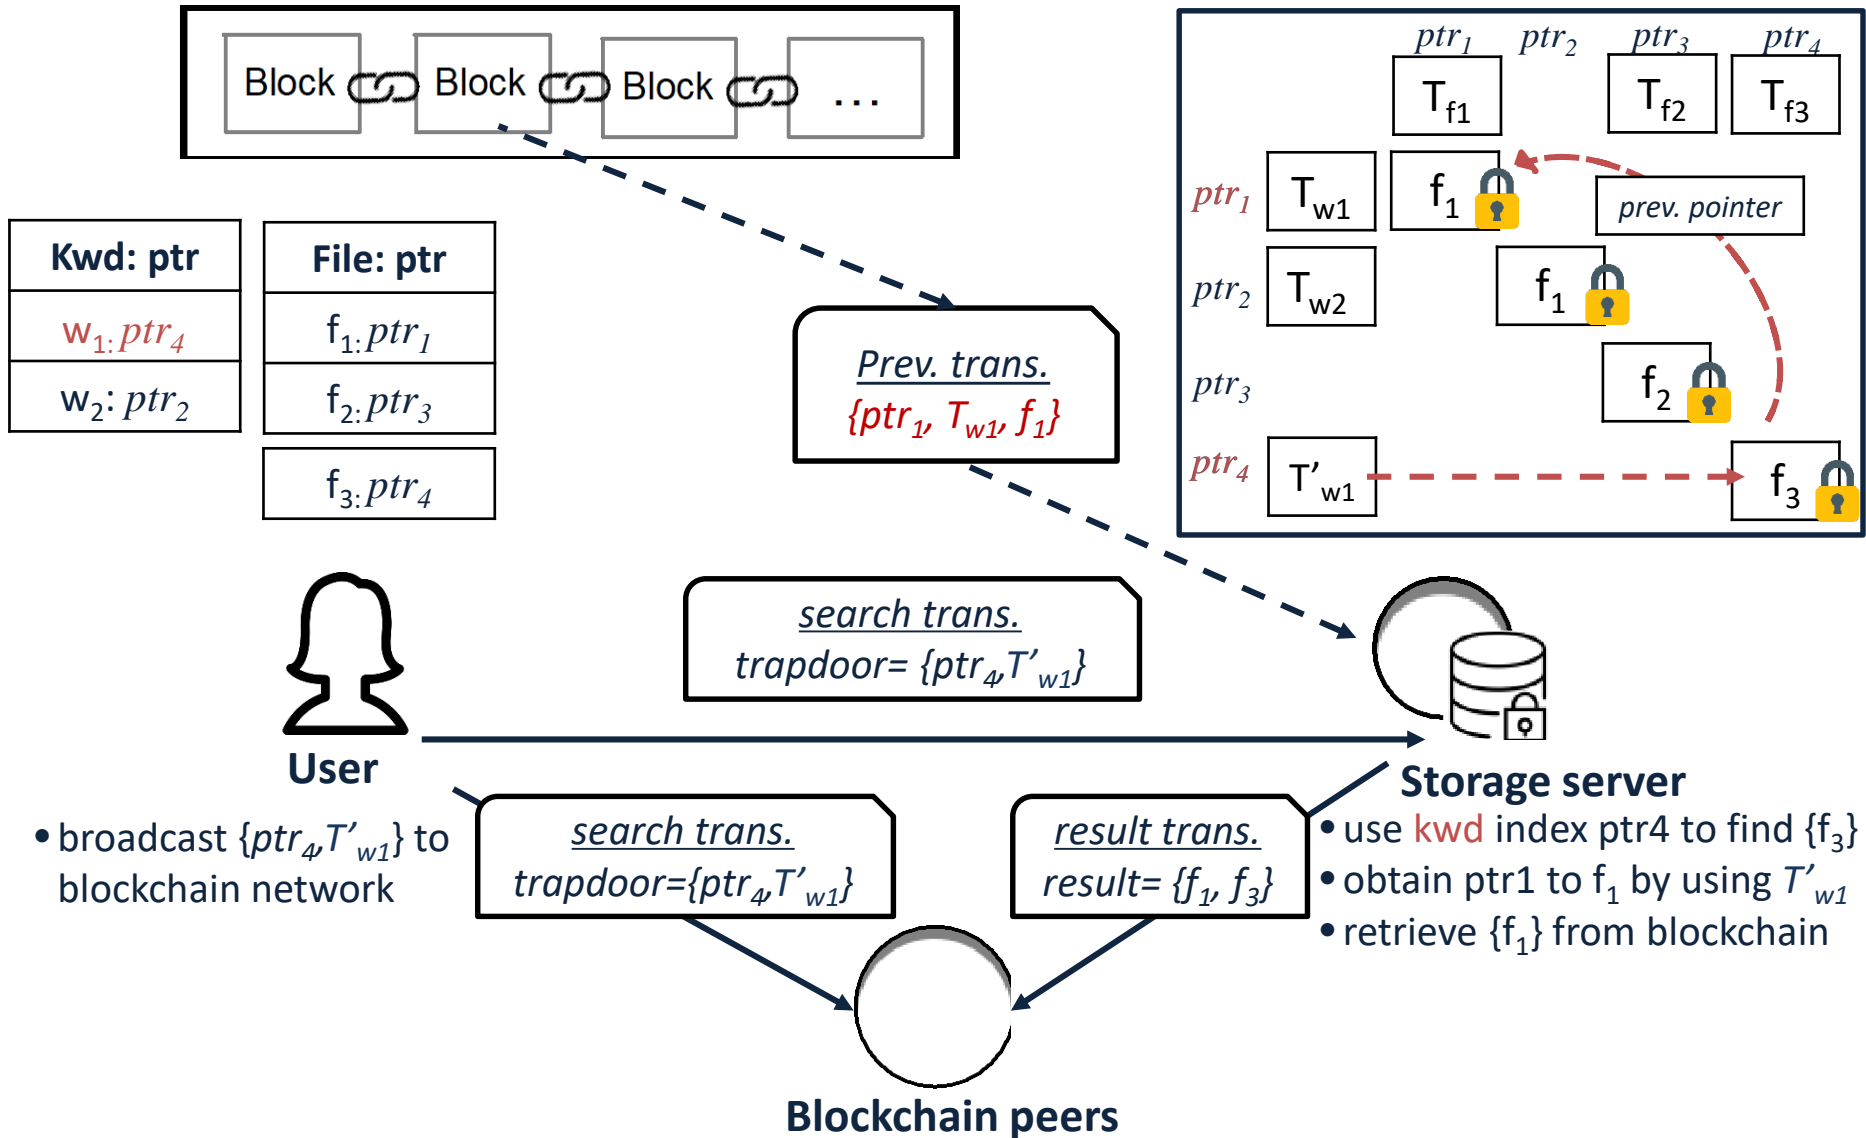 Block Block Block ...
ptr1 ptr2 ptr3 ptr4
Tf1 Tf2 Tf3
ptr1 Tw1 f1
prev. pointer
ptr2 Tw2 f1
ptr3 f2
ptr4 T’w1 f3
Kwd: ptr
w1: ptr4
w2: ptr2
File: ptr
f1: ptr1
f2: ptr3
f3: ptr4
Prev. trans.
{ptr1, Tw1, f1}
search trans.
trapdoor= {ptr4,T’w1}
User
•broadcast {ptr4,T’w1} to
blockchain network
search trans.
trapdoor={ptr4,T’w1}
result trans.
result= {f1, f3}
Storage server
•use kwd index ptr4 to find {f3}
•obtain ptr1 to f1 by using T’w1
•retrieve {f1} from blockchain
Blockchain peers